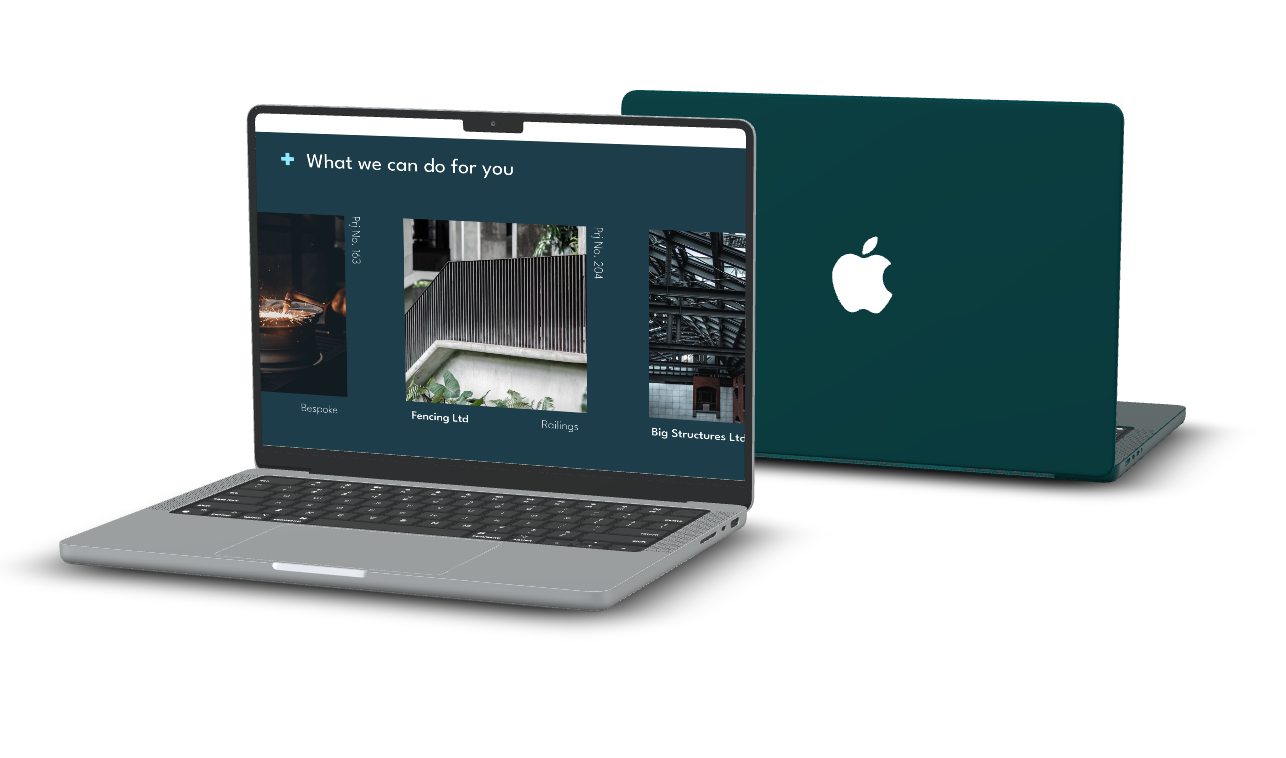 What we can do for you
Prj No. 163
Bespoke
Prj No. 204
Fencing Ltd
Railings
Big Structures Ltd